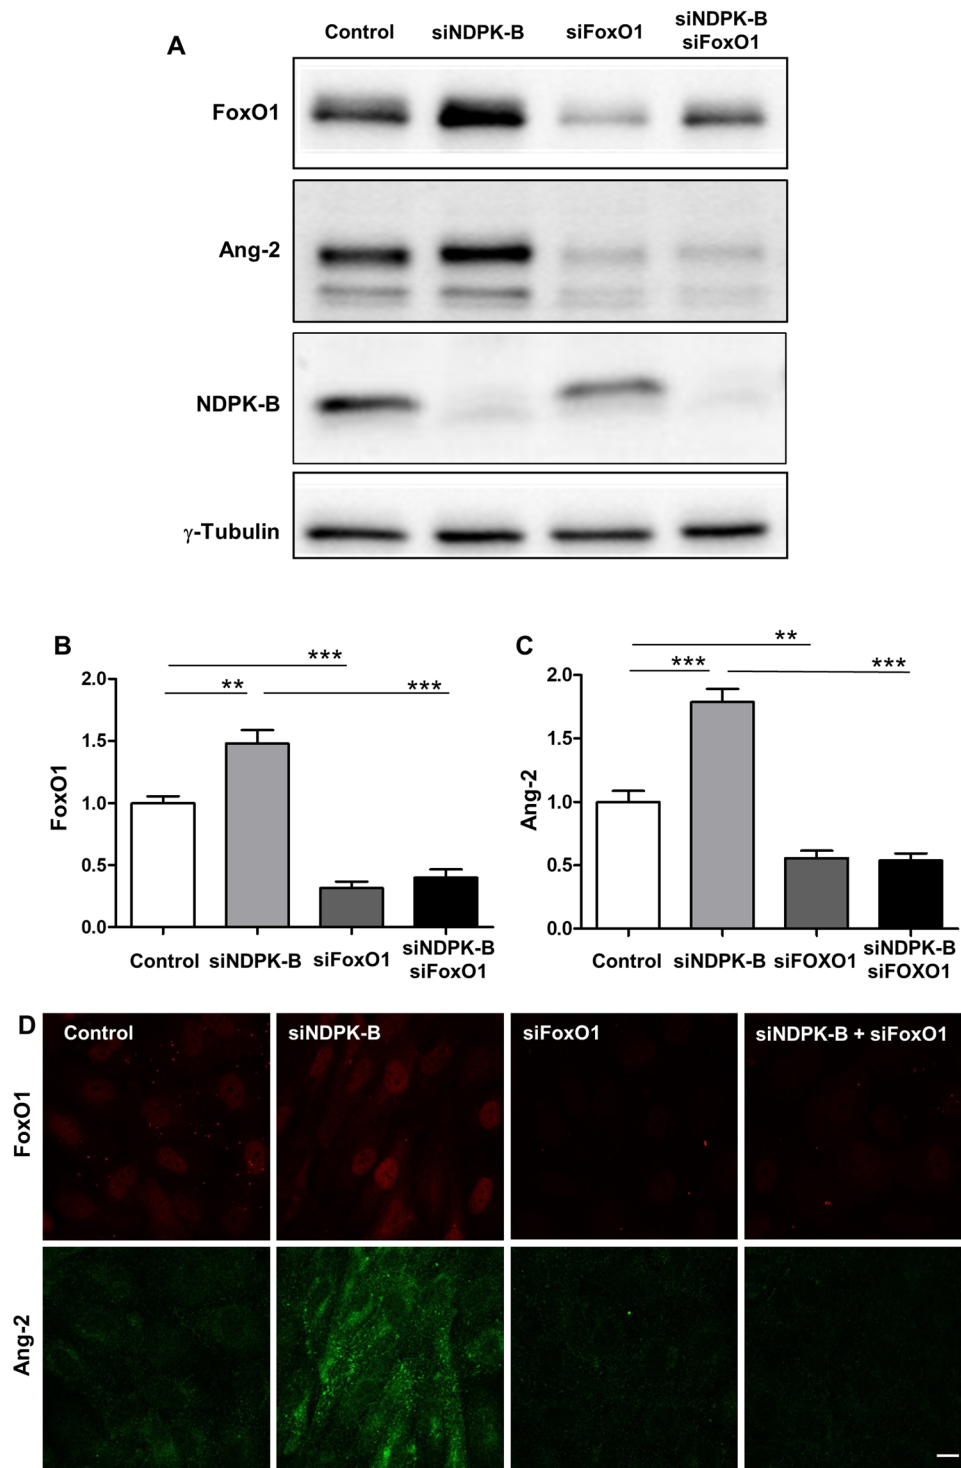 A
Control siNDPK-B siFoxO1 siNDPK-B
siFoxO1
FoxO1
Ang-2
NDPK-B
γ-Tubulin
B
***
** ***
2.0
1.5
1.0
0.5
0.0
FoxO1
Control siNDPK-B siFoxO1 siNDPK-B
siFoxO1
C
**
*** ***
2.0
1.5
1.0
0.5
0.0
Ang-2
Control siNDPK-B siFOXO1 siNDPK-B
siFOXO1
D
Control siNDPK-B siFoxO1 siNDPK-B + siFoxO1
FoxO1
Ang-2